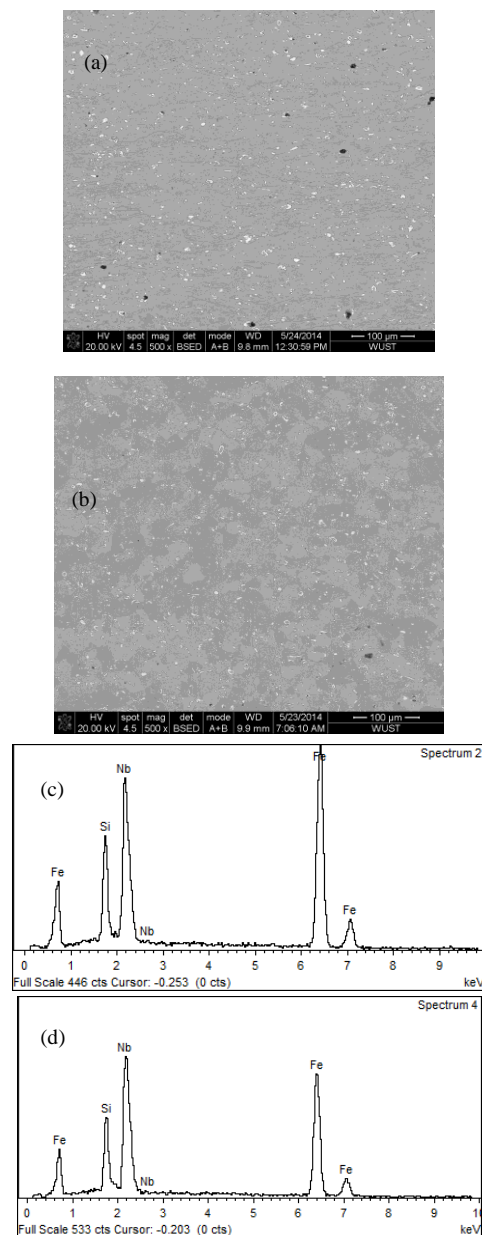 (a)
HV spot mag det mode WD 5/24/2014 100 µm
20.00 kV 4.5 500 x BSED A+B 9.8 mm 12:30:59 PM WUST
(b)
HV spot mag det mode WD 5/23/2014 100 µm
20.00 kV 4.5 500 x BSED A+B 9.9 mm 7:06:10 AM WUST
Spectrum 2
(c)
Nb
Fe
Si
Fe
Nb
Fe
0 1 2 3 4 5 6 7 8 9
Full Scale 446 cts Cursor: -0.253 (0 cts) keV
Spectrum 4
(d)
Nb
Fe
Si
Fe
Nb
Fe
0 1 2 3 4 5 6 7 8 9 10
Full Scale 533 cts Cursor: -0.203 (0 cts) keV